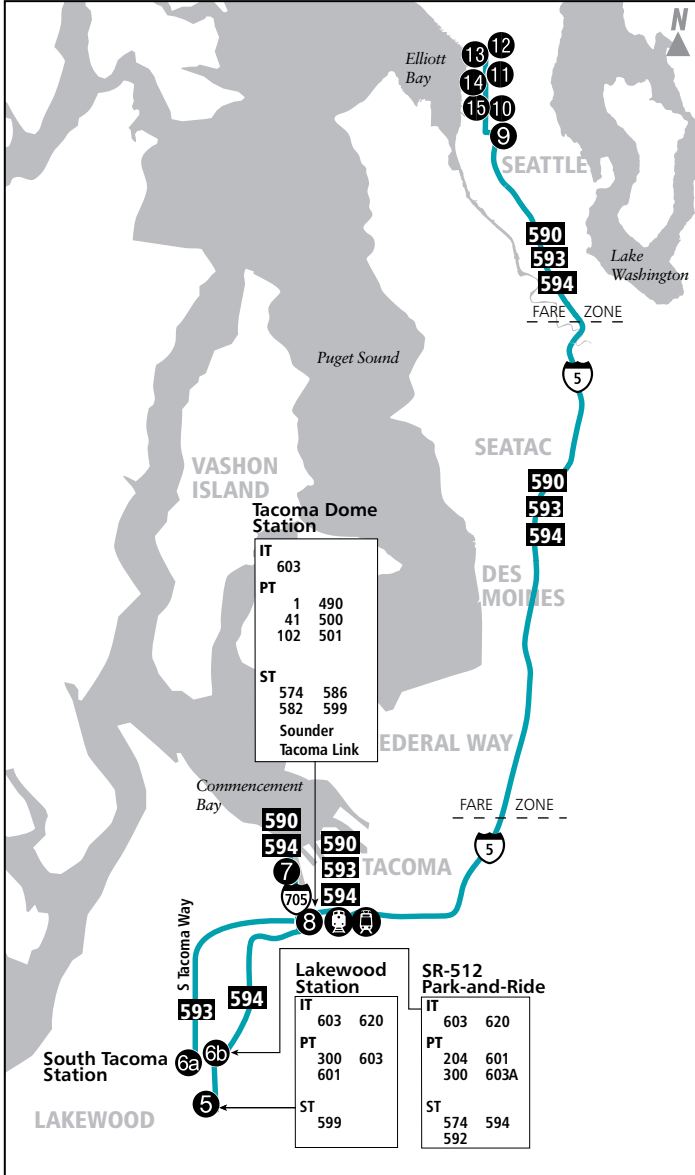 N
Elliott
Bay
13
12
14
11
15
10
9
SEATTLE
590
593
594
Lake
Washington
FARE ZONE
5
Puget Sound
SEATAC
590
593
594
VASHON
ISLAND
DES
MOINES
Tacoma Dome
Station
IT
603
PT
1 490
41 500
102 501
ST
574 586
582 599
Sounder
Tacoma Link
EDERAL WAY
Commencement
Bay
FARE ZONE
5
590
594
7
705
590
593
594
TACOMA
8
S Tacoma Way
593
594
6a
6b
South Tacoma
Station
5
LAKEWOOD
Lakewood
Station
IT
603 620
PT
300 603
601
ST
599
SR-512
Park-and-Ride
IT
603 620
PT
204 601
300 603A
ST
574 594
592